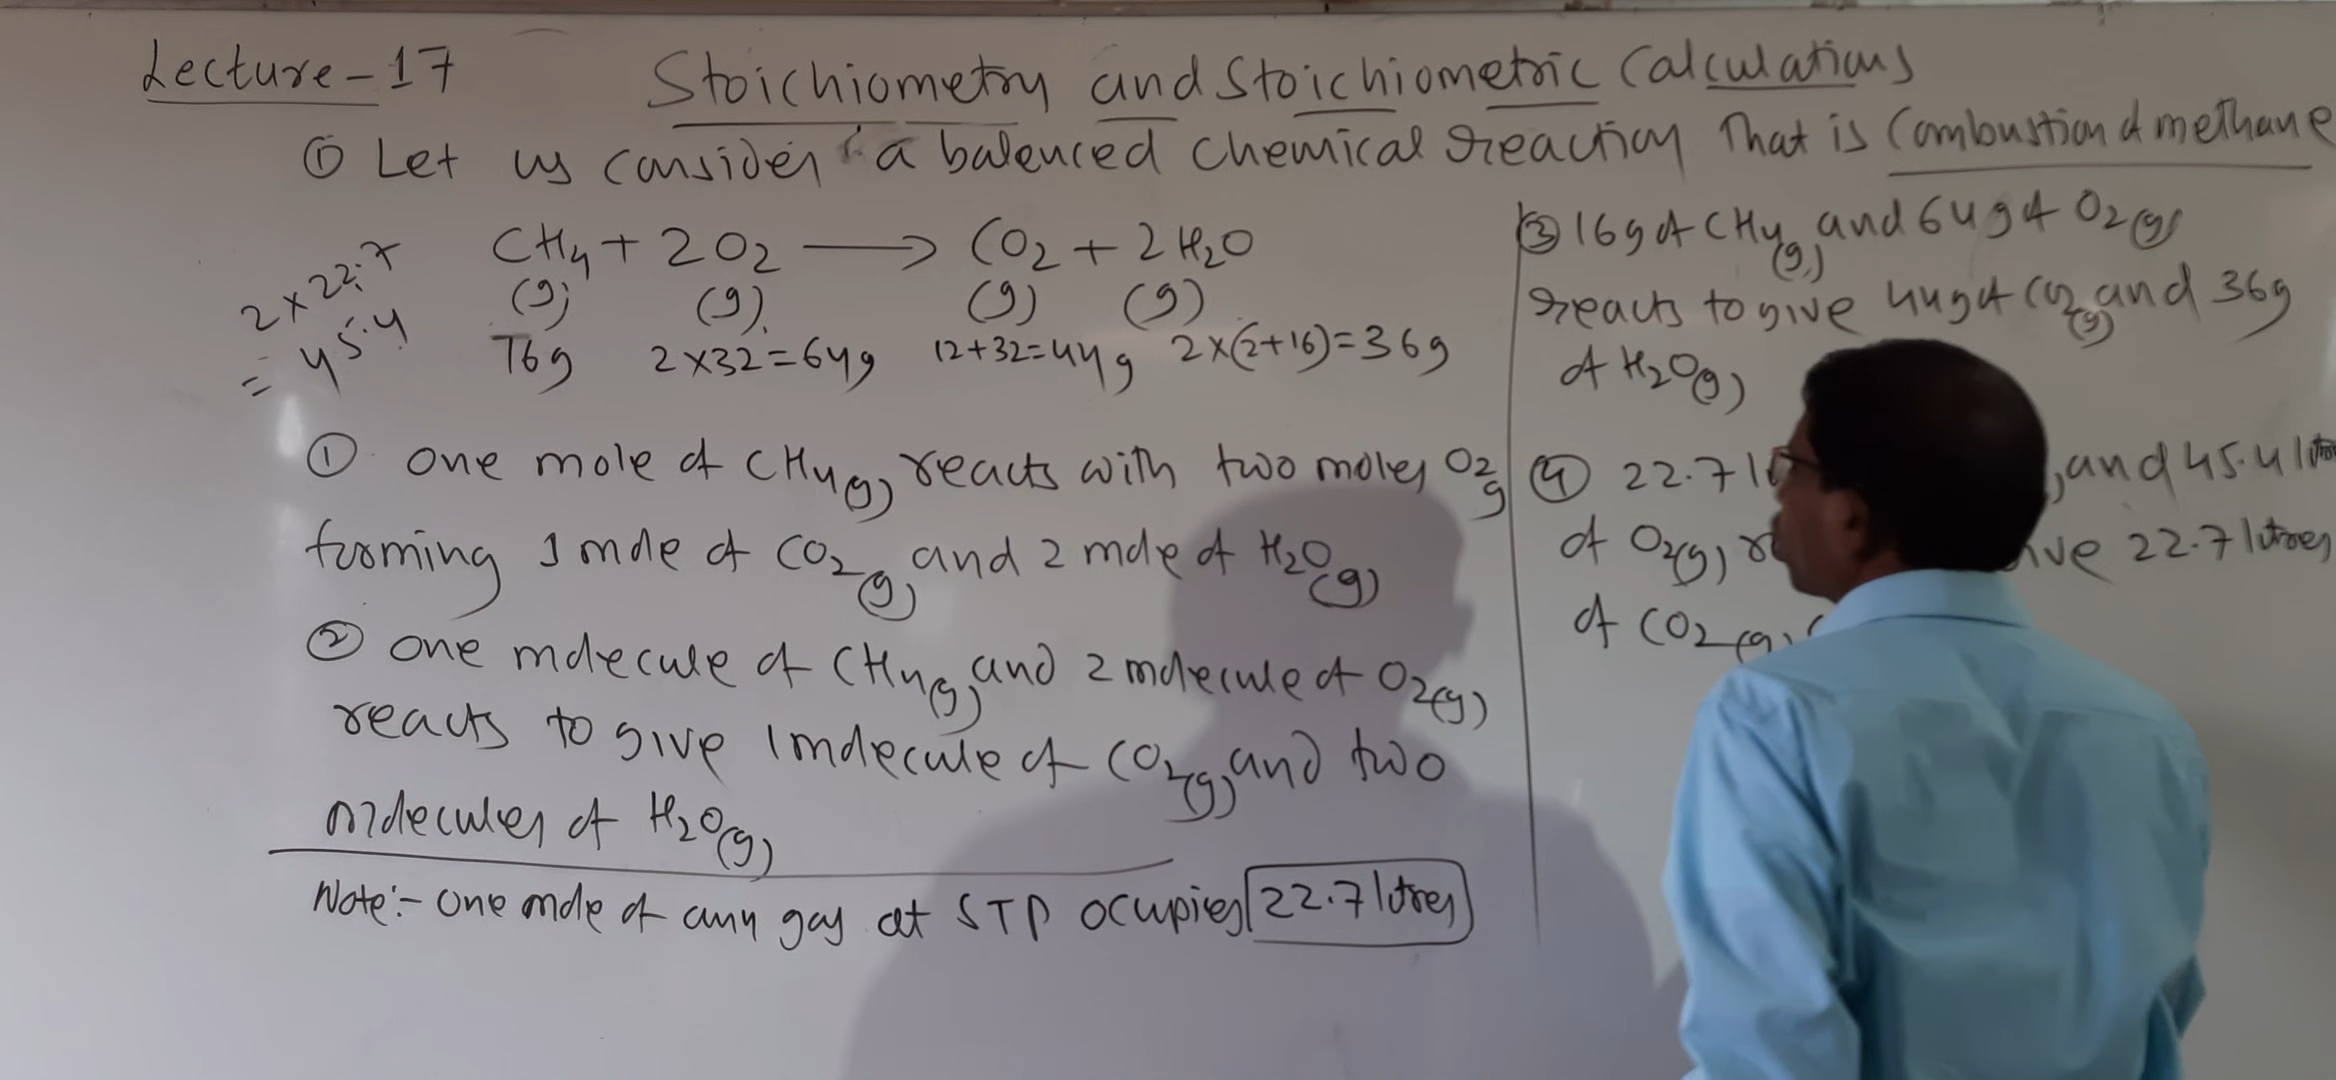 Lecture-17
Stoichiometry and Stoichiometric Calculations
① Let us consider a balenced chemical reaction That is Combustion of methane
CH4 + 2O2 ⟶ CO2 + 2H2O
(g) (g) (g) (g)
16g 2×32=64g 12+32=44g 2×(2+16)=36g
2×22.7
= 45.4
① one mole of CH4(g) reacts with two moles O2 g
forming 1 mole of CO2(g) and 2 mole of H2O(g)
② one molecule of CH4(g) and 2 molecule of O2(g)
reacts to give 1 molecule of CO2(g) and two
molecules of H2O(g)
Note:- One mole of any gas at STP ocupies 22.7 litres
③ 16g of CH4(g) and 64g of O2(g)
reacts to give 44g of CO2(g) and 36g
of H2O(g)
④ 22.7 and 45.4
of O2(g) 22.7 litres
of CO2(g)